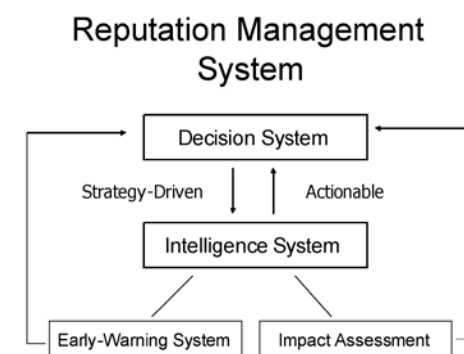 Reputation Management
System
Decision System
Strategy-Driven
Actionable
Intelligence System
Early-Warning System
Impact Assessment